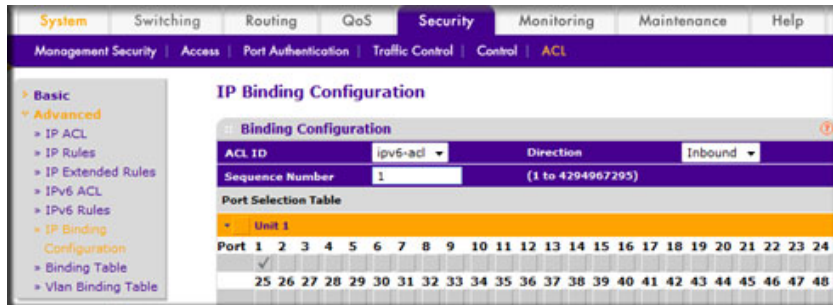 System Switching Routing QoS Security Monitoring Maintenance Help
Management Security | Access | Port Authentication | Traffic Control | Control | ACL
Basic
Advanced
» IP ACL
» IP Rules
» IP Extended Rules
» IPv6 ACL
» IPv6 Rules
» IP Binding
Configuration
» Binding Table
» Vlan Binding Table
IP Binding Configuration
Binding Configuration
ACL ID ipv6-acl Direction Inbound
Sequence Number 1 (1 to 4294967295)
Port Selection Table
Unit 1
Port 1 2 3 4 5 6 7 8 9 10 11 12 13 14 15 16 17 18 19 20 21 22 23 24
25 26 27 28 29 30 31 32 33 34 35 36 37 38 39 40 41 42 43 44 45 46 47 48